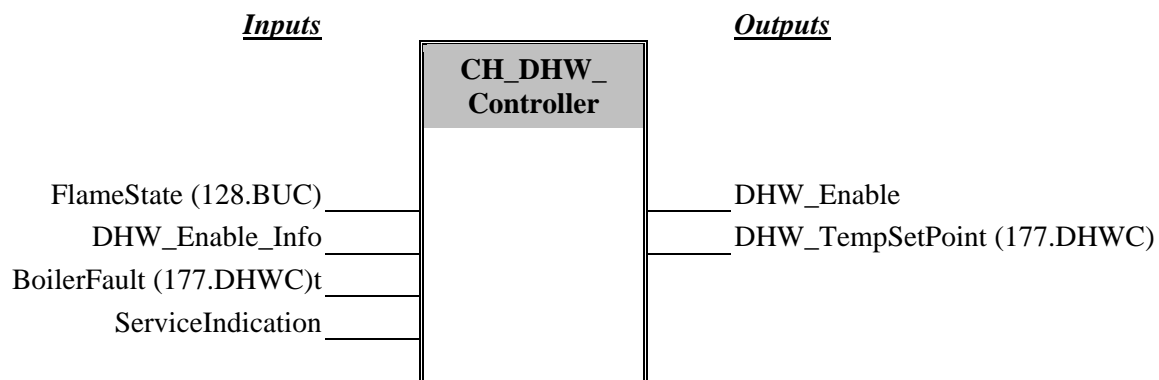 Inputs
Outputs
CH_DHW_
Controller
FlameState (128.BUC)
DHW_Enable
DHW_Enable_Info
DHW_TempSetPoint (177.DHWC)
BoilerFault (177.DHWC)t
ServiceIndication